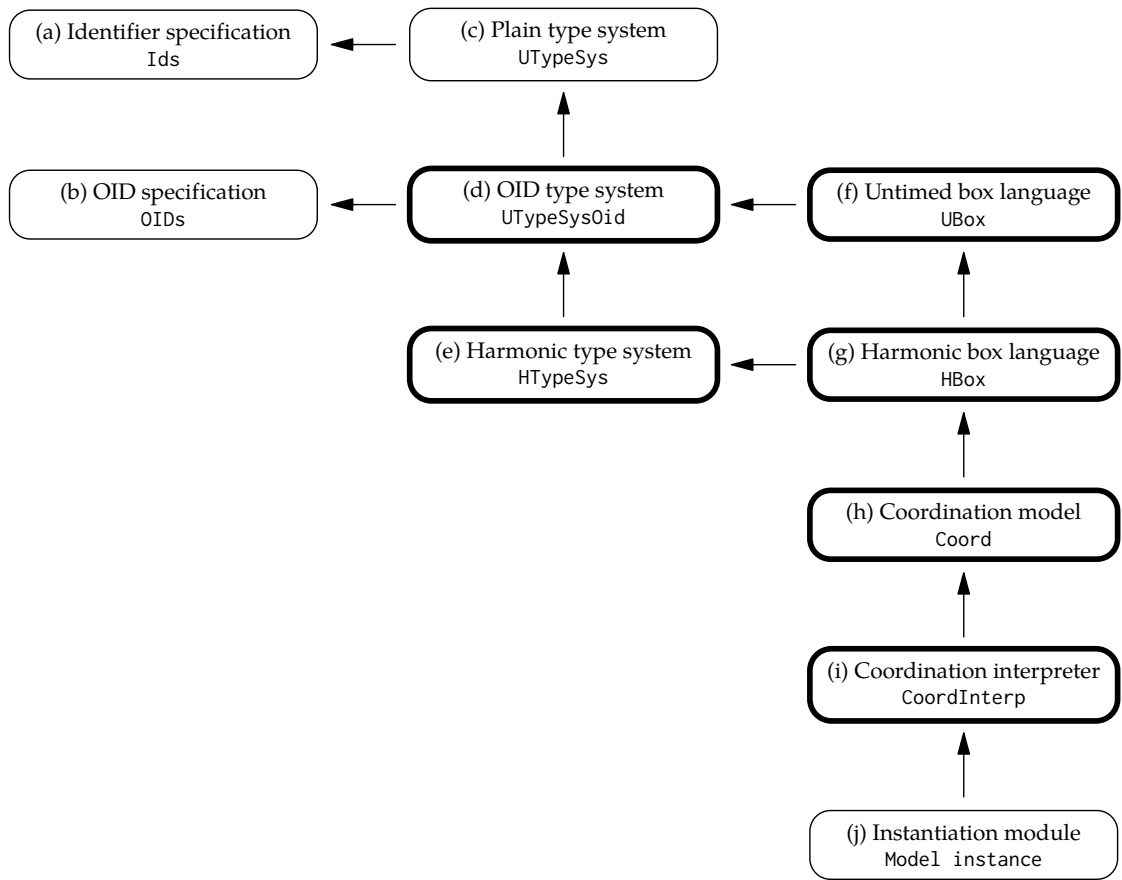 (a) Identifier specification
Ids
(c) Plain type system
UTypeSys
(b) OID specification
OIDs
(d) OID type system
UTypeSysOid
(f) Untimed box language
UBox
(e) Harmonic type system
HTypeSys
(g) Harmonic box language
HBox
(h) Coordination model
Coord
(i) Coordination interpreter
CoordInterp
(j) Instantiation module
Model instance